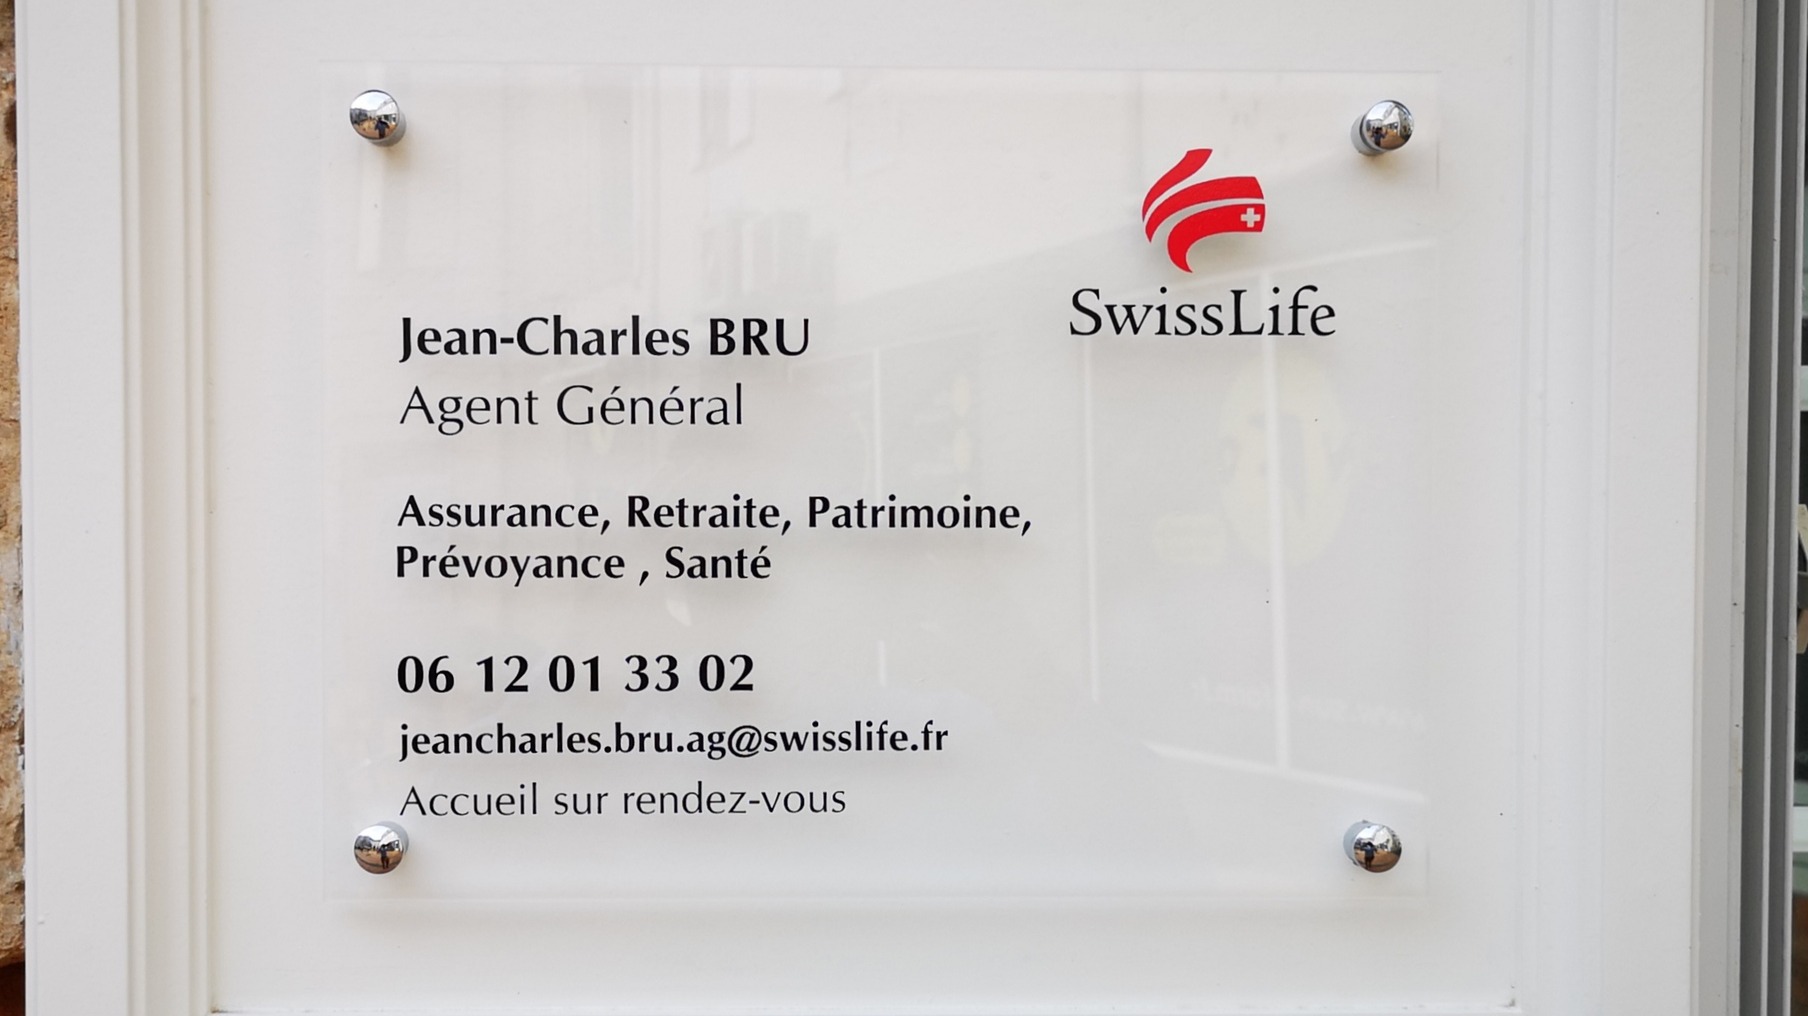 SwissLife
Jean-Charles BRU
Agent Général
Assurance, Retraite, Patrimoine,
Prévoyance , Santé
06 12 01 33 02
jeancharles.bru.ag@swisslife.fr
Accueil sur rendez-vous